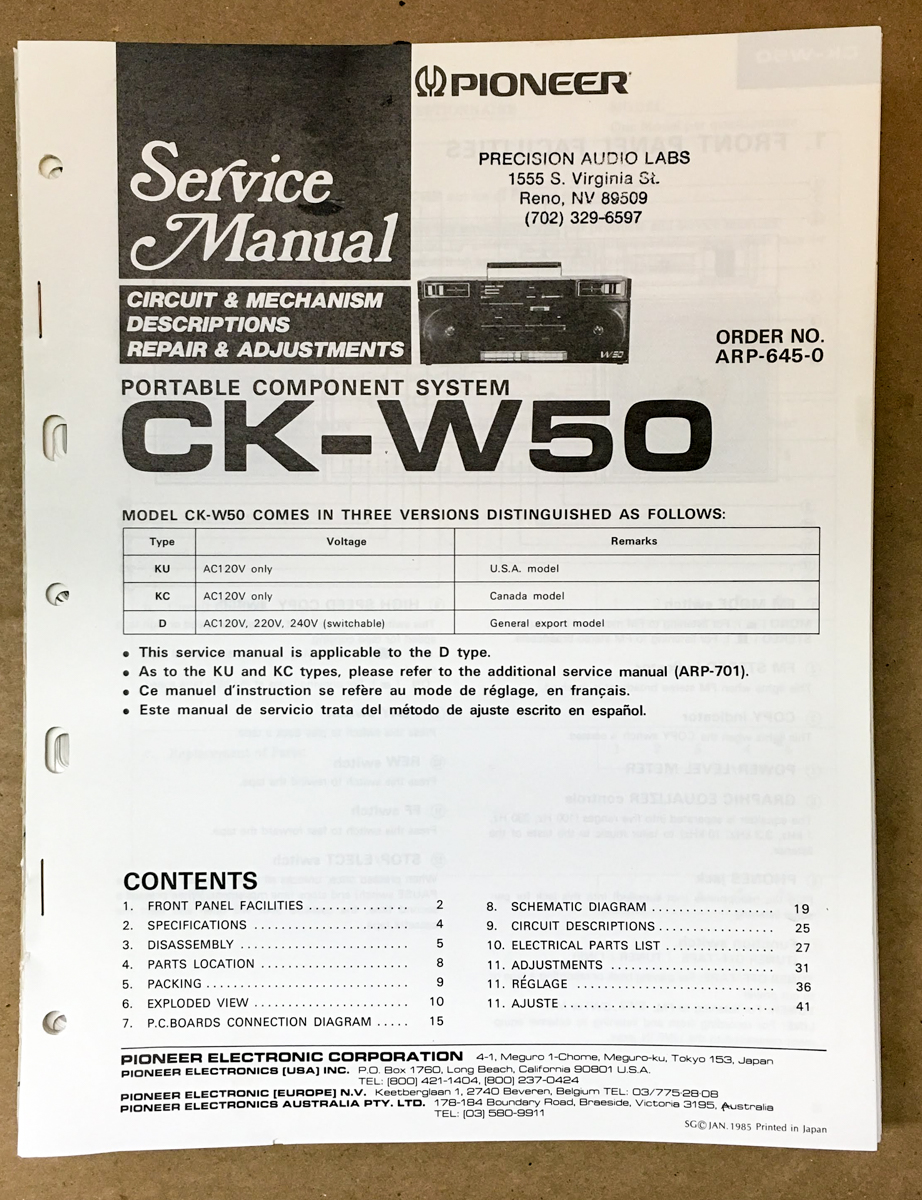 PIONEER
Service
Manual
PRECISION AUDIO LABS
1555 S. Virginia St.
Reno, NV 89509
(702) 329-6597
CIRCUIT & MECHANISM
DESCRIPTIONS
REPAIR & ADJUSTMENTS
W50
ORDER NO.
ARP-645-0
PORTABLE COMPONENT SYSTEM
CK-W50
MODEL CK-W50 COMES IN THREE VERSIONS DISTINGUISHED AS FOLLOWS:
Type Voltage Remarks
KU AC120V only U.S.A. model
KC AC120V only Canada model
D AC120V, 220V, 240V (switchable) General export model
• This service manual is applicable to the D type.
• As to the KU and KC types, please refer to the additional service manual (ARP-701).
• Ce manuel d'instruction se refère au mode de réglage, en français.
• Este manual de servicio trata del método de ajuste escrito en español.
CONTENTS
1. FRONT PANEL FACILITIES .............. 2
2. SPECIFICATIONS ...................... 4
3. DISASSEMBLY ........................ 5
4. PARTS LOCATION ..................... 8
5. PACKING ............................ 9
6. EXPLODED VIEW ...................... 10
7. P.C.BOARDS CONNECTION DIAGRAM ..... 15
8. SCHEMATIC DIAGRAM ................. 19
9. CIRCUIT DESCRIPTIONS ................ 25
10. ELECTRICAL PARTS LIST ............... 27
11. ADJUSTMENTS ....................... 31
11. RÉGLAGE ........................... 36
11. AJUSTE ............................. 41
PIONEER ELECTRONIC CORPORATION 4-1, Meguro 1-Chome, Meguro-ku, Tokyo 153, Japan
PIONEER ELECTRONICS [USA] INC. P.O. Box 1760, Long Beach, California 90801 U.S.A.
TEL: [800] 421-1404, [800] 237-0424
PIONEER ELECTRONIC [EUROPE] N.V. Keetberglaan 1, 2740 Beveren, Belgium TEL: 03/775·28·08
PIONEER ELECTRONICS AUSTRALIA PTY. LTD. 178-184 Boundary Road, Braeside, Victoria 3195, Australia
TEL: [03] 580-9911
SG © JAN. 1985 Printed in Japan